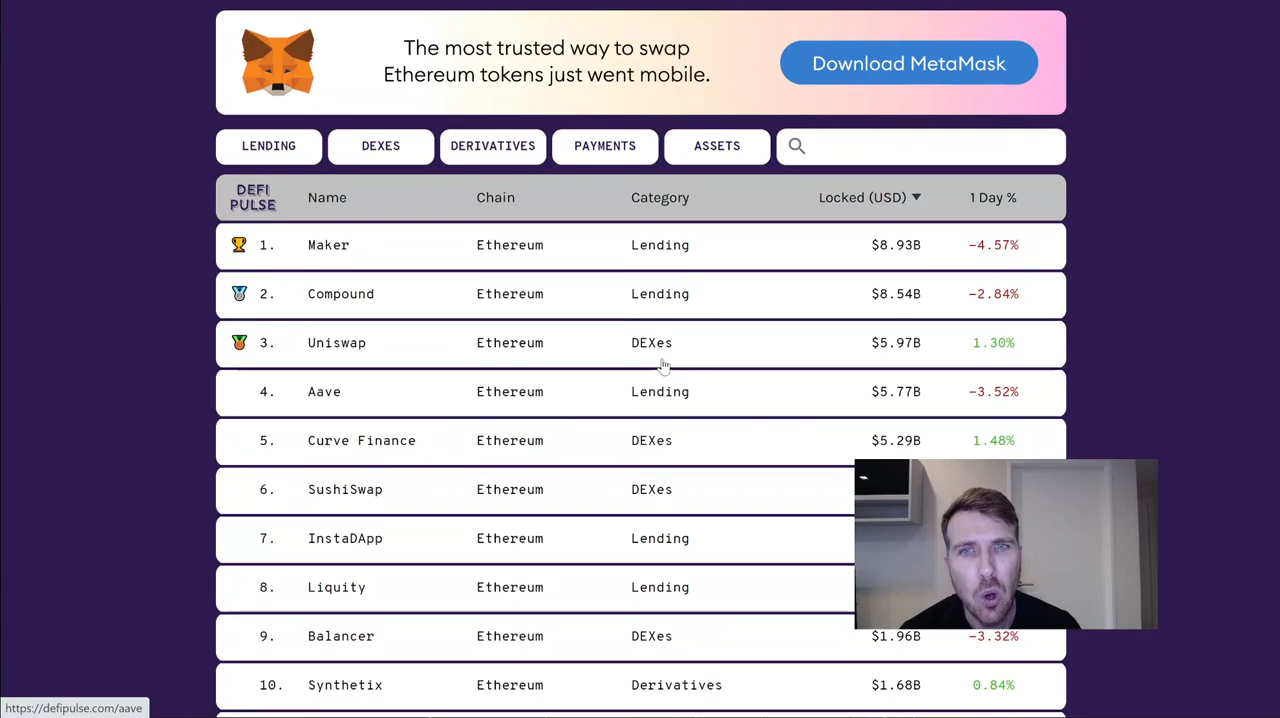 The most trusted way to swap
Ethereum tokens just went mobile.
Download MetaMask
LENDING DEXES DERIVATIVES PAYMENTS ASSETS
DEFI PULSE Name Chain Category Locked (USD) ▼ 1 Day %
1. Maker Ethereum Lending $8.93B -4.57%
2. Compound Ethereum Lending $8.54B -2.84%
3. Uniswap Ethereum DEXes $5.97B 1.30%
4. Aave Ethereum Lending $5.77B -3.52%
5. Curve Finance Ethereum DEXes $5.29B 1.48%
6. SushiSwap Ethereum DEXes
7. InstaDApp Ethereum Lending
8. Liquity Ethereum Lending
9. Balancer Ethereum DEXes $1.96B -3.32%
10. Synthetix Ethereum Derivatives $1.68B 0.84%
https://defipulse.com/aave